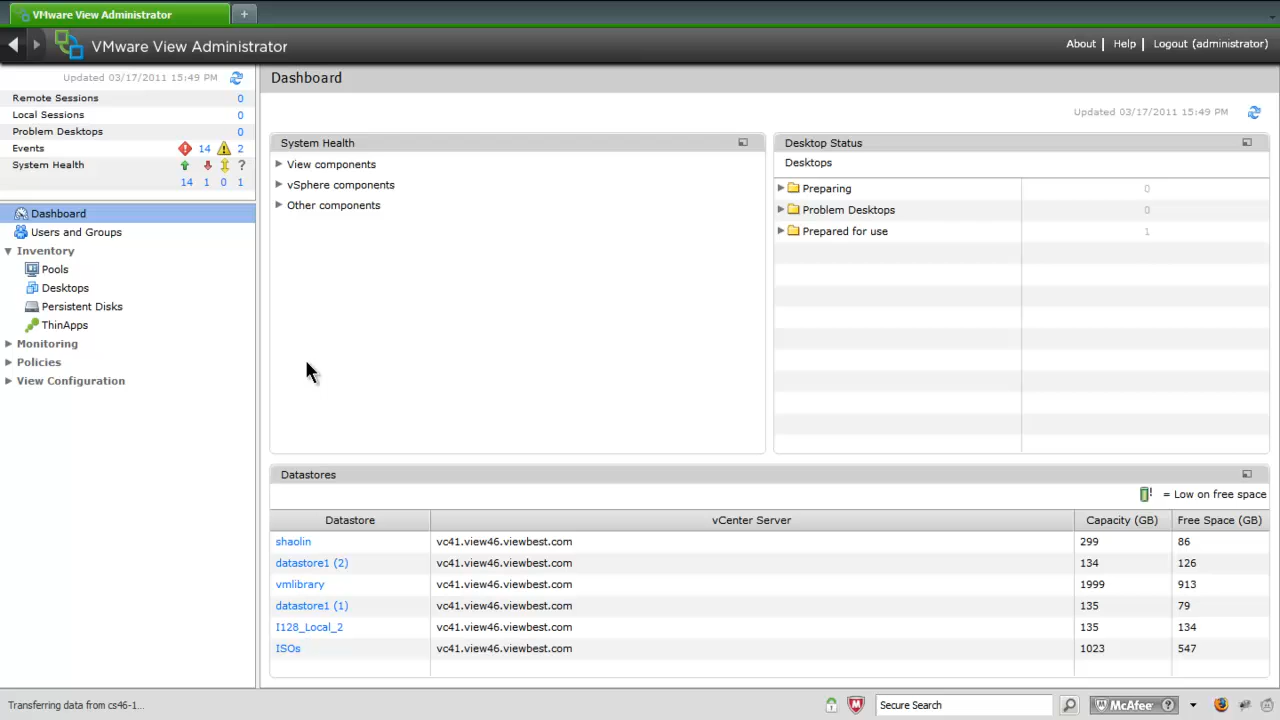 VMware View Administrator
+
VMware View Administrator
About | Help | Logout (administrator)
Updated 03/17/2011 15:49 PM
Remote Sessions 0
Local Sessions 0
Problem Desktops 0
Events 14 2
System Health ?
14 1 0 1
Dashboard
Users and Groups
Inventory
Pools
Desktops
Persistent Disks
ThinApps
Monitoring
Policies
View Configuration
Dashboard
Updated 03/17/2011 15:49 PM
System Health
View components
vSphere components
Other components
Desktop Status
Desktops
Preparing 0
Problem Desktops 0
Prepared for use 1
Datastores
! = Low on free space
Datastore vCenter Server Capacity (GB) Free Space (GB)
shaolin vc41.view46.viewbest.com 299 86
datastore1 (2) vc41.view46.viewbest.com 134 126
vmlibrary vc41.view46.viewbest.com 1999 913
datastore1 (1) vc41.view46.viewbest.com 135 79
I128_Local_2 vc41.view46.viewbest.com 135 134
ISOs vc41.view46.viewbest.com 1023 547
Transferring data from cs46-1...
Secure Search
McAfee ?